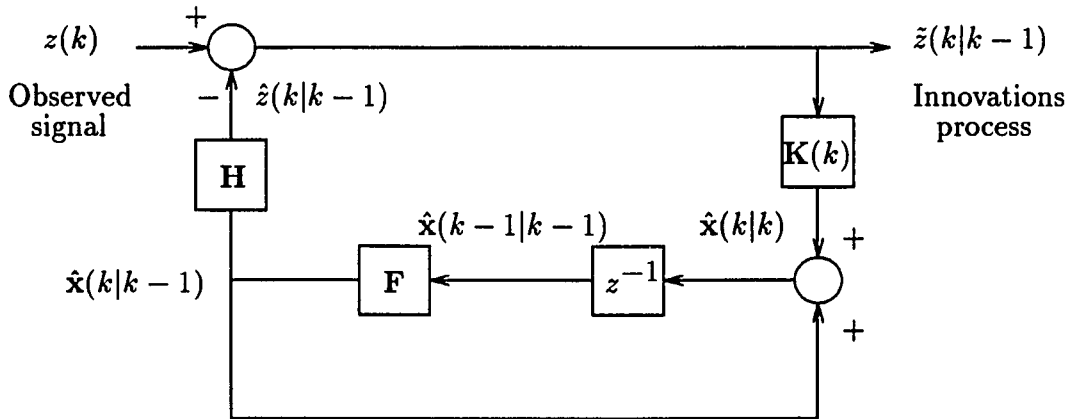 +
z(k)
z̃(k|k − 1)
Observed
signal
−
ẑ(k|k − 1)
Innovations
process
H
K(k)
x̂(k − 1|k − 1)
x̂(k|k)
+
x̂(k|k − 1)
F
z⁻¹
+